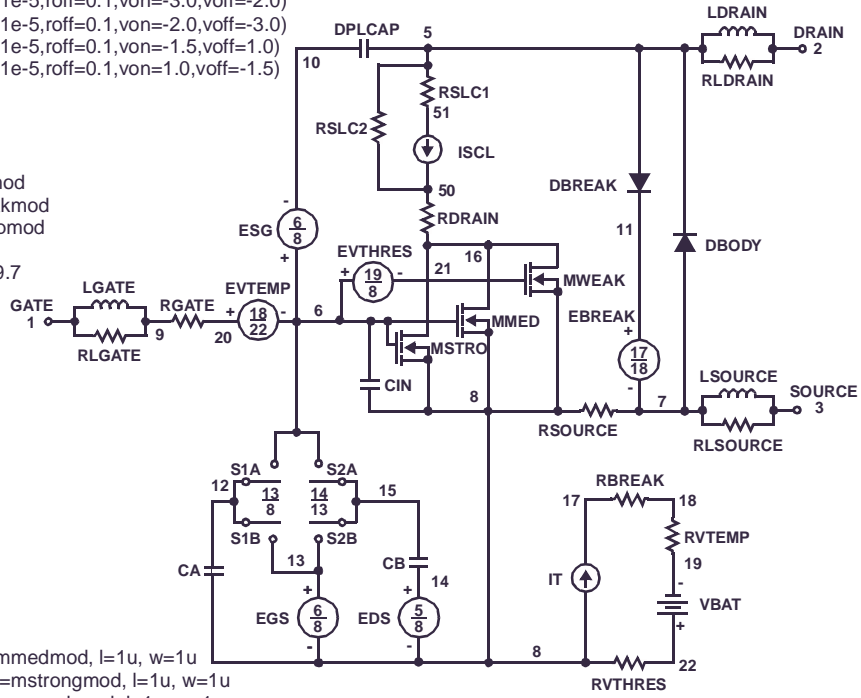 1e-5,roff=0.1,von=-3.0,voff=-2.0)
1e-5,roff=0.1,von=-2.0,voff=-3.0)
1e-5,roff=0.1,von=-1.5,voff=1.0)
1e-5,roff=0.1,von=1.0,voff=-1.5)
LDRAIN
DPLCAP 5 DRAIN
2
10
RLDRAIN
RSLC1
51
RSLC2
ISCL
50
DBREAK
RDRAIN
11
ESG 6
8
DBODY
EVTHRES
16
21
19
8
MWEAK
LGATE
EVTEMP
GATE
1
RGATE
18
22
6
MMED
EBREAK
9
20
MSTRO
17
18
RLGATE
LSOURCE
CIN
8
7
SOURCE
3
RSOURCE
RLSOURCE
S1A S2A
12 13
8
14
13
15
RBREAK
17 18
S1B S2B
RVTEMP
13
CA
CB
19
14
IT
VBAT
EGS 6
8
EDS 5
8
8
22
RVTHRES
mmedmod, l=1u, w=1u
=mstrongmod, l=1u, w=1u
+
-
+
-
+
-
+
-
+
-
+
-
-
+